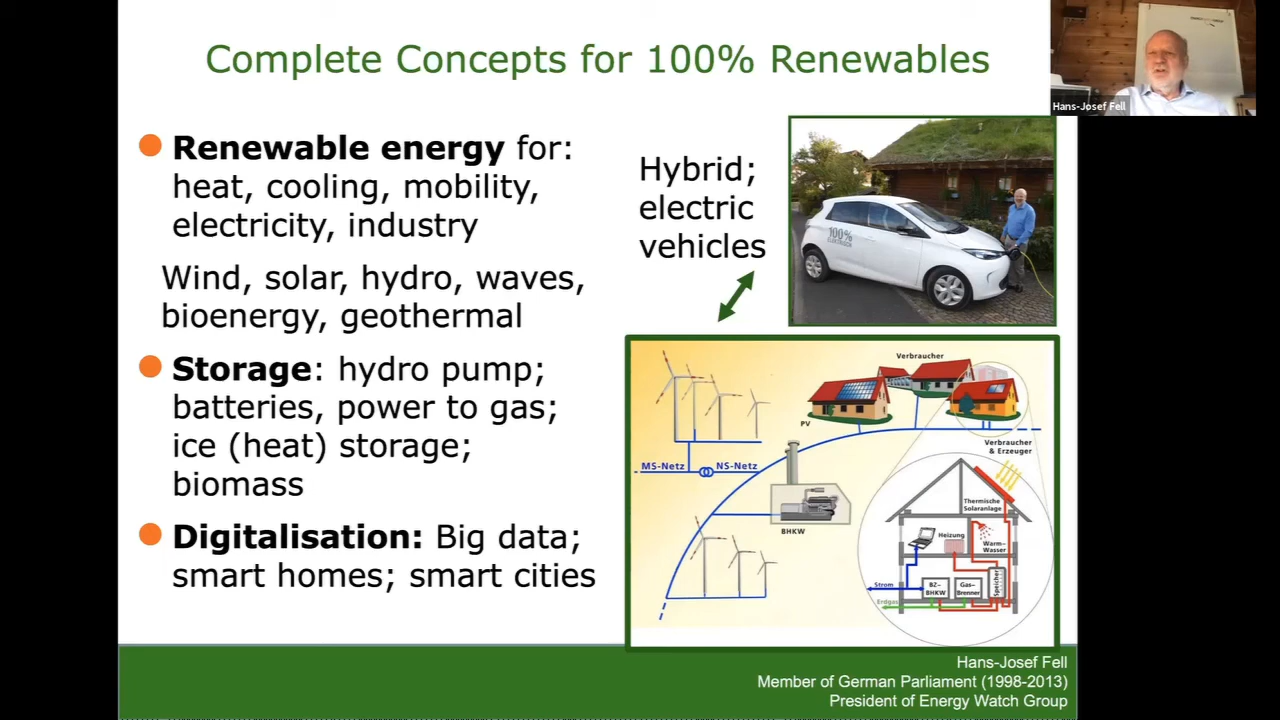 Complete Concepts for 100% Renewables
Hans-Josef Fell
Renewable energy for:
heat, cooling, mobility,
electricity, industry
Wind, solar, hydro, waves,
bioenergy, geothermal
Storage: hydro pump;
batteries, power to gas;
ice (heat) storage;
biomass
Digitalisation: Big data;
smart homes; smart cities
Hybrid;
electric
vehicles
100%
ELEKTRISCH
Verbraucher
PV
MS-Netz
NS-Netz
BHKW
Verbraucher
& Erzeuger
Thermische
Solaranlage
Heizung
Warm-
Wasser
Strom
BZ-
BHKW
Gas-
Brenner
Speicher
Erdgas
Hans-Josef Fell
Member of German Parliament (1998-2013)
President of Energy Watch Group